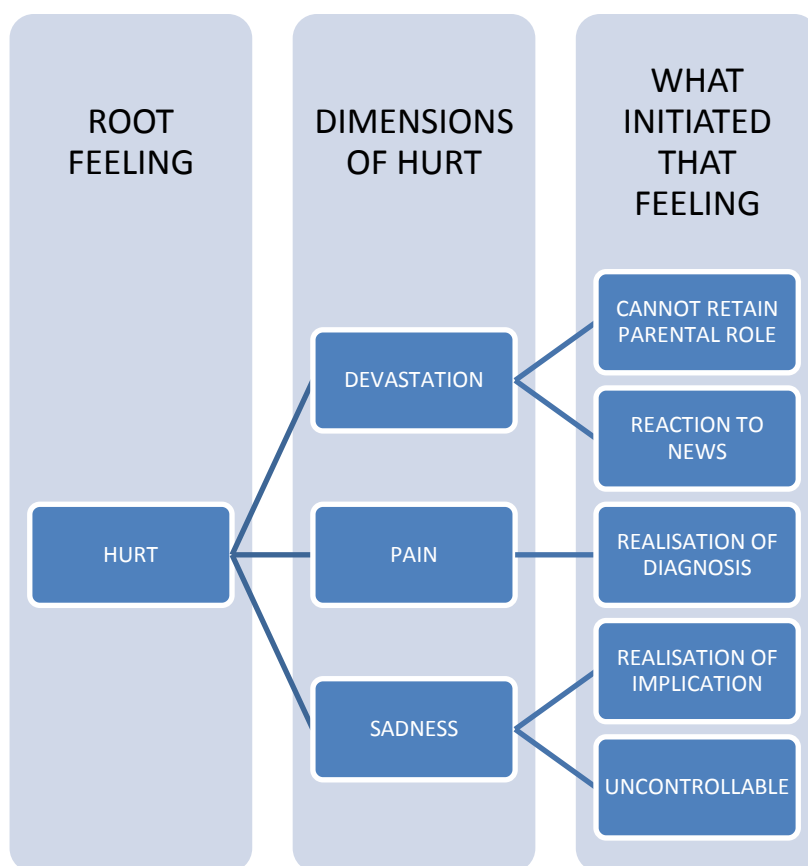 ROOT
FEELING
DIMENSIONS
OF HURT
WHAT
INITIATED
THAT
FEELING
HURT
DEVASTATION
PAIN
SADNESS
CANNOT RETAIN
PARENTAL ROLE
REACTION TO
NEWS
REALISATION OF
DIAGNOSIS
REALISATION OF
IMPLICATION
UNCONTROLLABLE